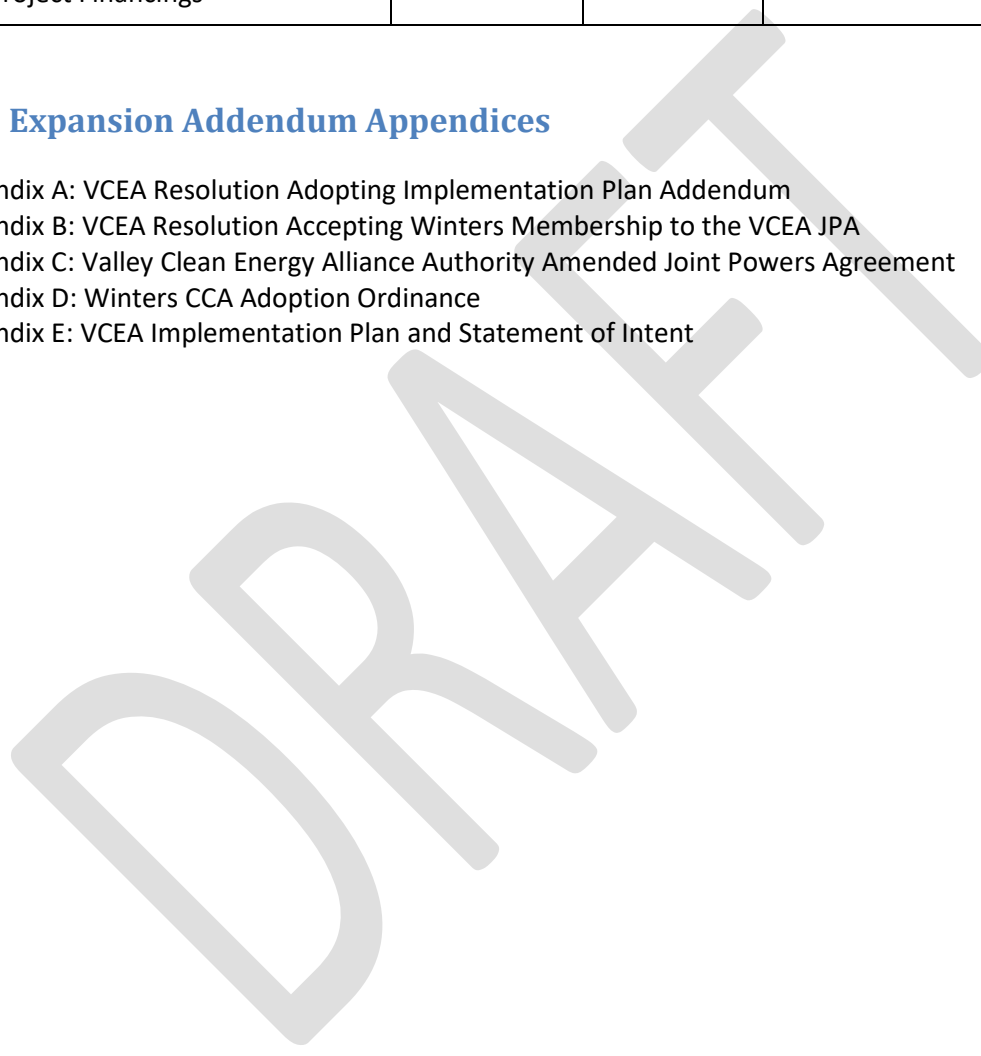 roject Financings
Expansion Addendum Appendices
ndix A: VCEA Resolution Adopting Implementation Plan Addendum
ndix B: VCEA Resolution Accepting Winters Membership to the VCEA JPA
ndix C: Valley Clean Energy Alliance Authority Amended Joint Powers Agreement
ndix D: Winters CCA Adoption Ordinance
ndix E: VCEA Implementation Plan and Statement of Intent
DRAFT